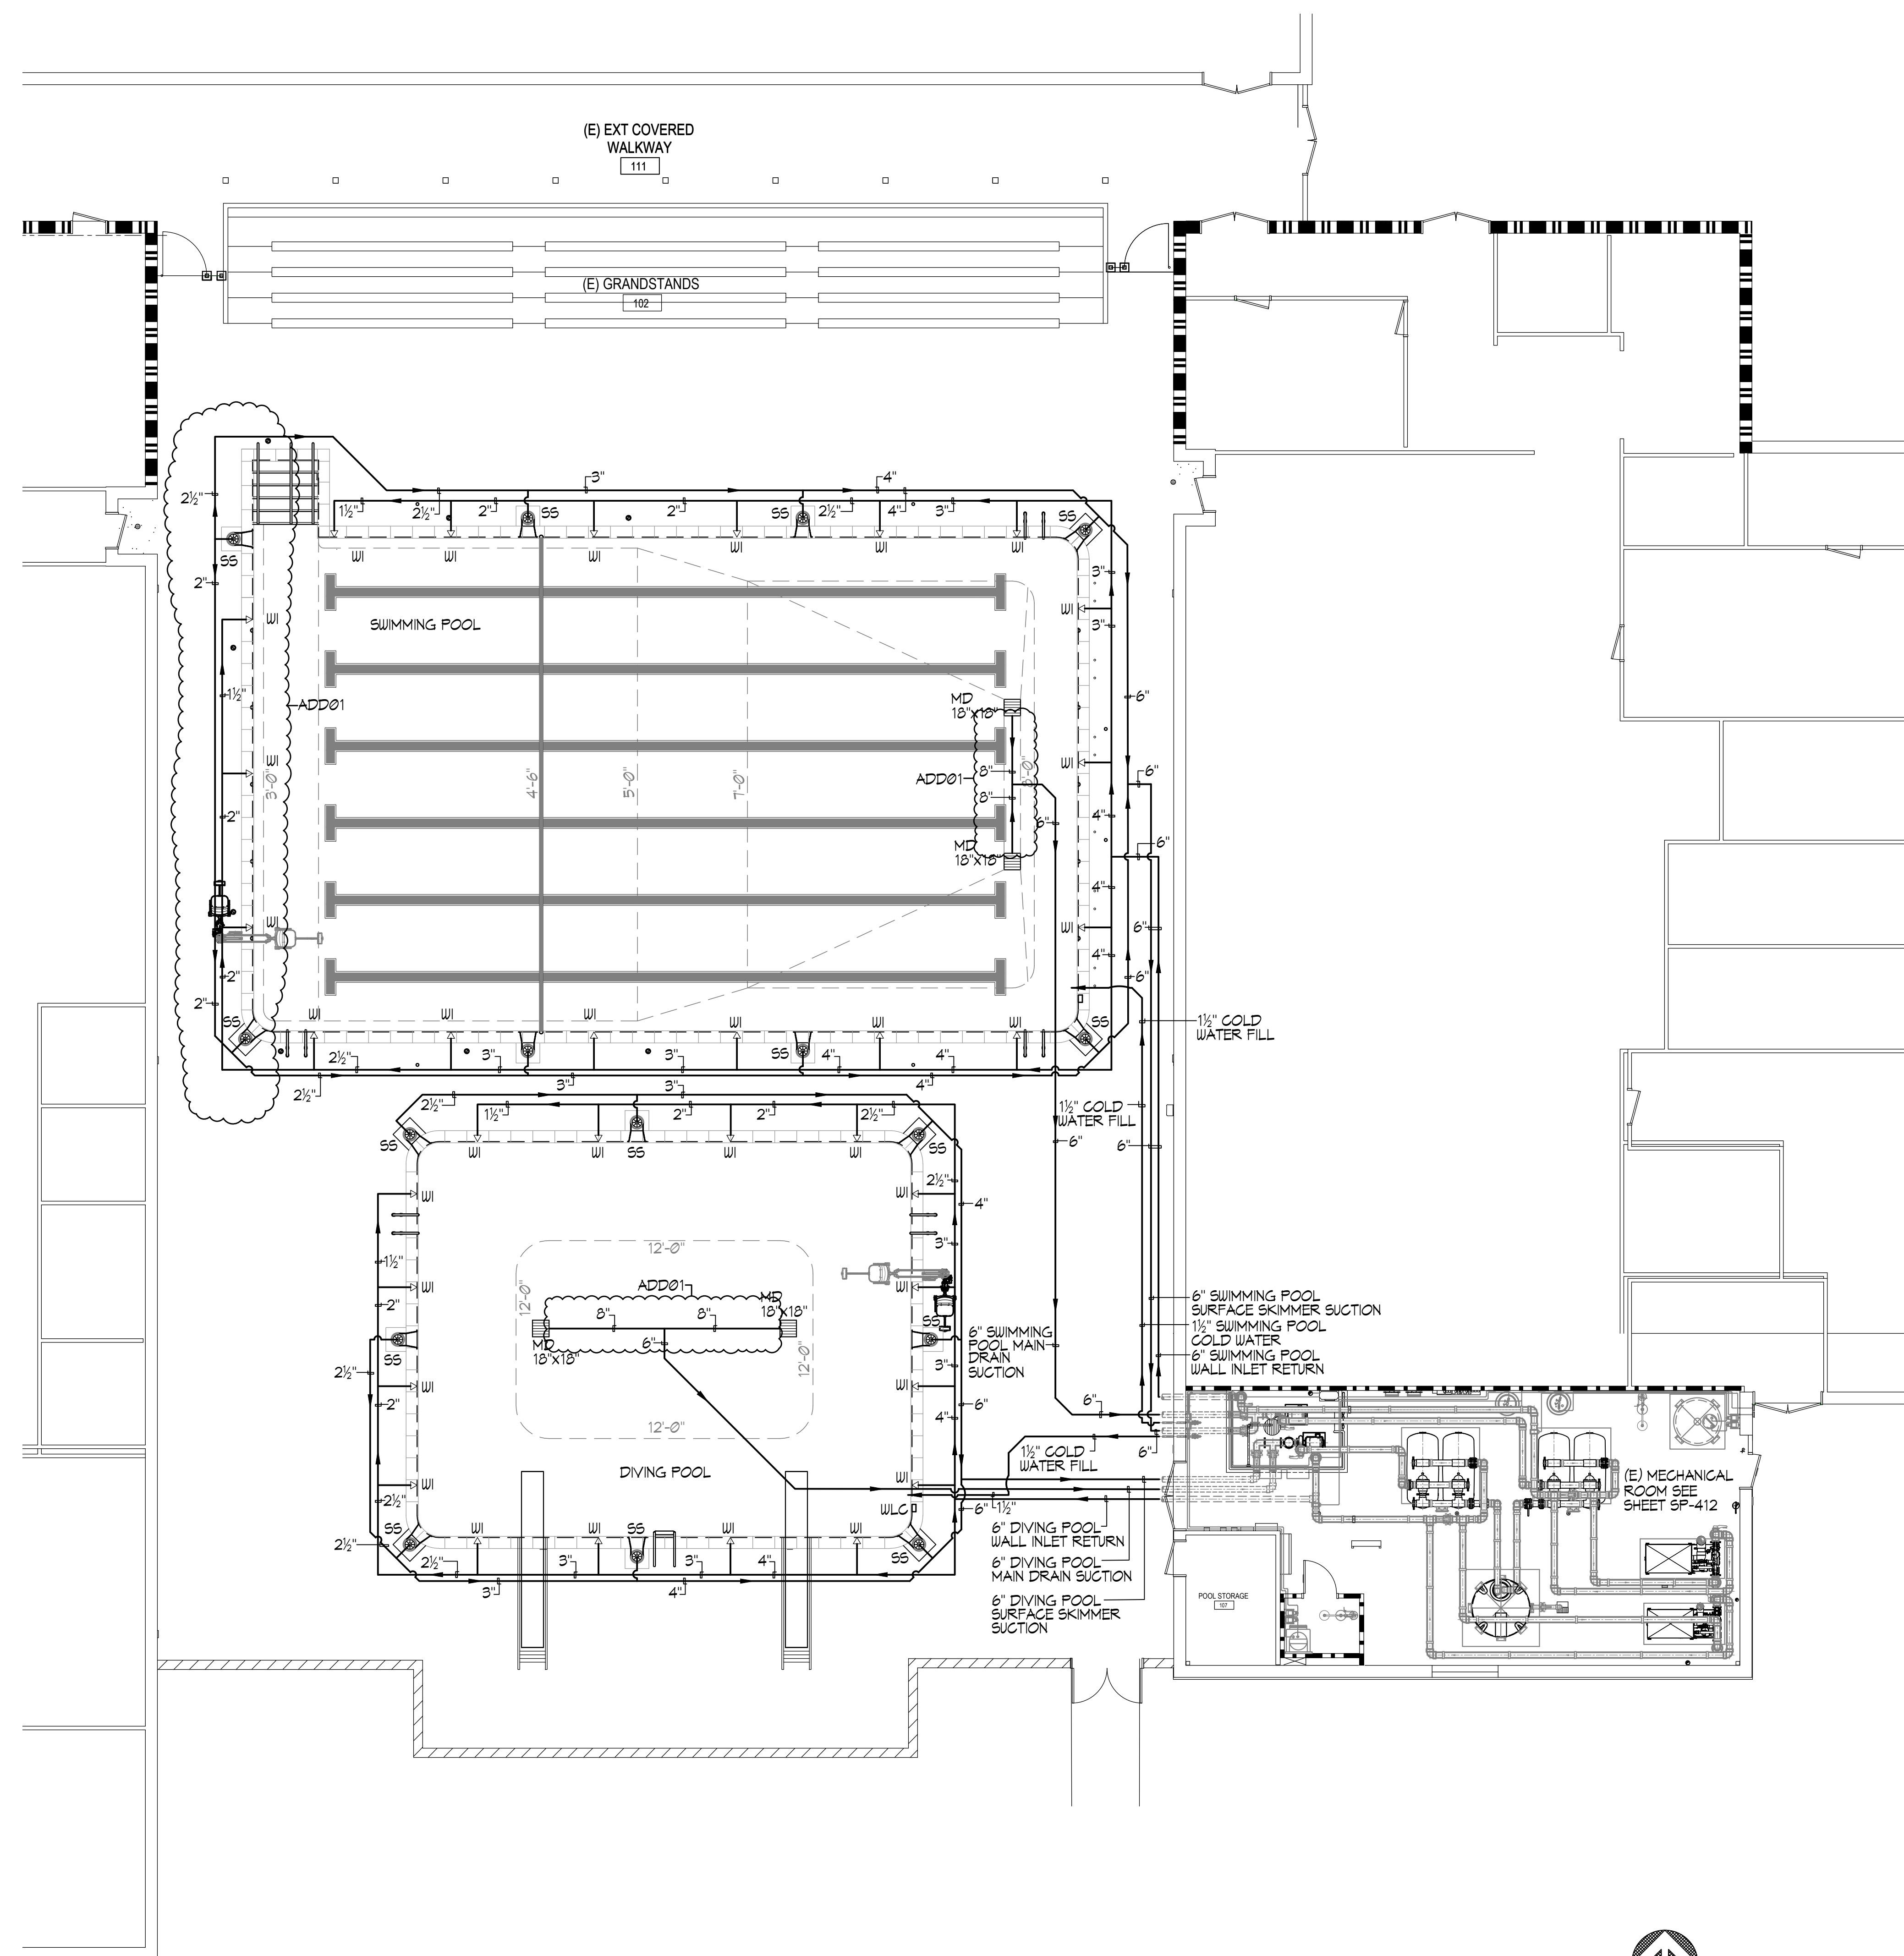 (E) EXT COVERED
WALKWAY
111
(E) GRANDSTANDS
102
2½"
3"
4"
1½"
2½"
2"
SS
2"
SS
2½"
4"
3"
SS
SS
WI
WI
WI
WI
WI
WI
2"
3"
WI
WI
SWIMMING POOL
3"
1½"
ADD01
MD
18"x18"
6"
WI
3'-0"
4'-6"
5'-0"
7'-0"
ADD01
8"
8'-0"
WI
6"
8"
2"
6"
4"
MD
18"x18"
6"
4"
WI
WI
6"
2"
4"
6"
2"
SS
WI
WI
WI
WI
WI
WI
SS
1½" COLD
WATER FILL
2½"
3"
3"
SS
4"
4"
2½"
3"
3"
4"
2½"
1½"
2"
2"
2½"
1½" COLD
WATER FILL
SS
WI
WI
SS
WI
WI
SS
6"
6"
2½"
WI
WI
4"
1½"
3"
12'-0"
ADD01
WI
WI
2"
12'-0"
8"
8"
MD
18"x18"
SS
6"
MD
18"x18"
12'-0"
SS
6" SWIMMING
POOL MAIN
DRAIN
SUCTION
6" SWIMMING POOL
SURFACE SKIMMER SUCTION
1½" SWIMMING POOL
COLD WATER
6" SWIMMING POOL
WALL INLET RETURN
2½"
3"
WI
WI
2"
6"
6"
4"
12'-0"
1½" COLD
WATER FILL
6"
DIVING POOL
WI
WI
2½"
WLC
6"
1½"
(E) MECHANICAL
ROOM SEE
SHEET SP-412
SS
WI
WI
SS
WI
WI
SS
2½"
2½"
3"
3"
4"
3"
4"
6" DIVING POOL
WALL INLET RETURN
6" DIVING POOL
MAIN DRAIN SUCTION
6" DIVING POOL
SURFACE SKIMMER
SUCTION
POOL STORAGE
107